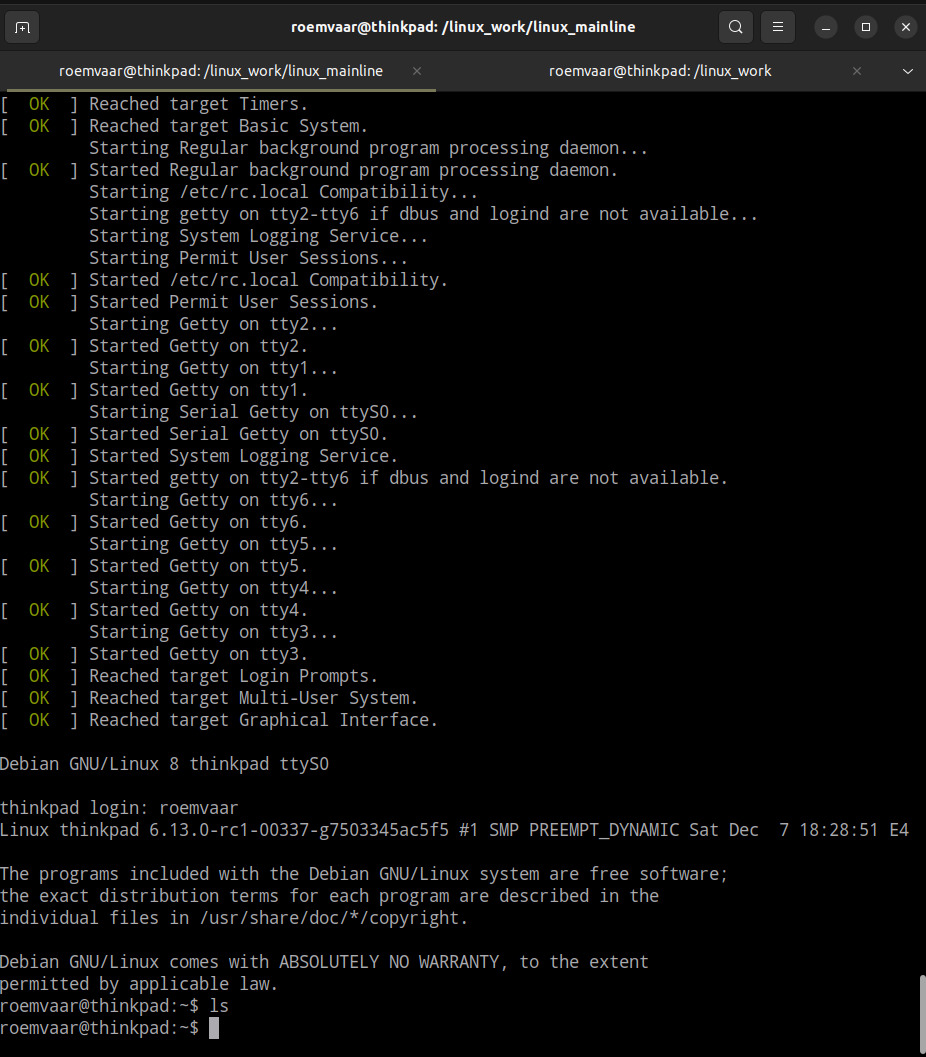 roemvaar@thinkpad: /linux_work/linux_mainline
roemvaar@thinkpad: /linux_work/linux_mainline
roemvaar@thinkpad: /linux_work
[  OK  ] Reached target Timers.
[  OK  ] Reached target Basic System.
         Starting Regular background program processing daemon...
[  OK  ] Started Regular background program processing daemon.
         Starting /etc/rc.local Compatibility...
         Starting getty on tty2-tty6 if dbus and logind are not available...
         Starting System Logging Service...
         Starting Permit User Sessions...
[  OK  ] Started /etc/rc.local Compatibility.
[  OK  ] Started Permit User Sessions.
         Starting Getty on tty2...
[  OK  ] Started Getty on tty2.
         Starting Getty on tty1...
[  OK  ] Started Getty on tty1.
         Starting Serial Getty on ttyS0...
[  OK  ] Started Serial Getty on ttyS0.
[  OK  ] Started System Logging Service.
[  OK  ] Started getty on tty2-tty6 if dbus and logind are not available.
         Starting Getty on tty6...
[  OK  ] Started Getty on tty6.
         Starting Getty on tty5...
[  OK  ] Started Getty on tty5.
         Starting Getty on tty4...
[  OK  ] Started Getty on tty4.
         Starting Getty on tty3...
[  OK  ] Started Getty on tty3.
[  OK  ] Reached target Login Prompts.
[  OK  ] Reached target Multi-User System.
[  OK  ] Reached target Graphical Interface.
Debian GNU/Linux 8 thinkpad ttyS0
thinkpad login: roemvaar
Linux thinkpad 6.13.0-rc1-00337-g7503345ac5f5 #1 SMP PREEMPT_DYNAMIC Sat Dec  7 18:28:51 E4
The programs included with the Debian GNU/Linux system are free software;
the exact distribution terms for each program are described in the
individual files in /usr/share/doc/*/copyright.
Debian GNU/Linux comes with ABSOLUTELY NO WARRANTY, to the extent
permitted by applicable law.
roemvaar@thinkpad:~$ ls
roemvaar@thinkpad:~$